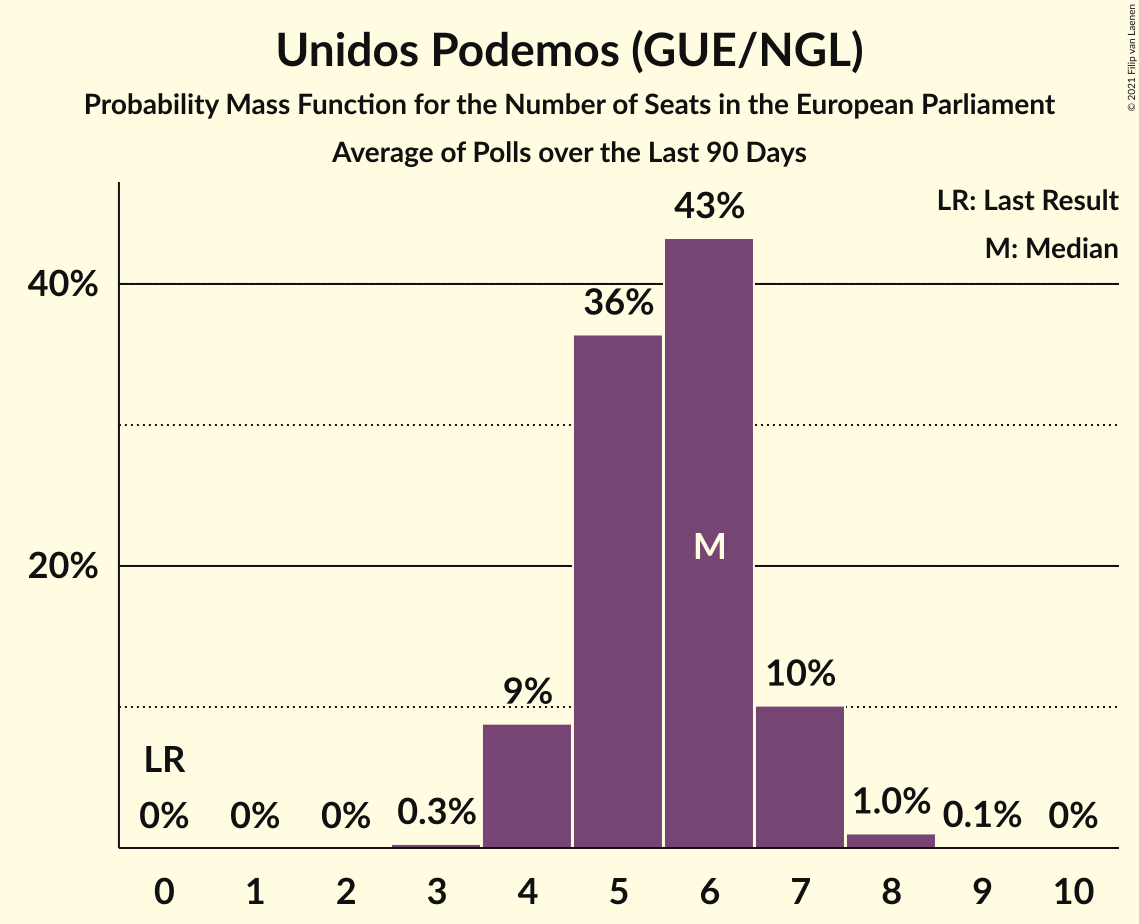 Unidos Podemos (GUE/NGL)
Probability Mass Function for the Number of Seats in the European Parliament
Average of Polls over the Last 90 Days
© 2021 Filip van Laenen
LR: Last Result
M: Median
43%
40%
36%
M
20%
10%
9%
LR
0% 0% 0% 0.3% 1.0% 0.1% 0%
0 1 2 3 4 5 6 7 8 9 10